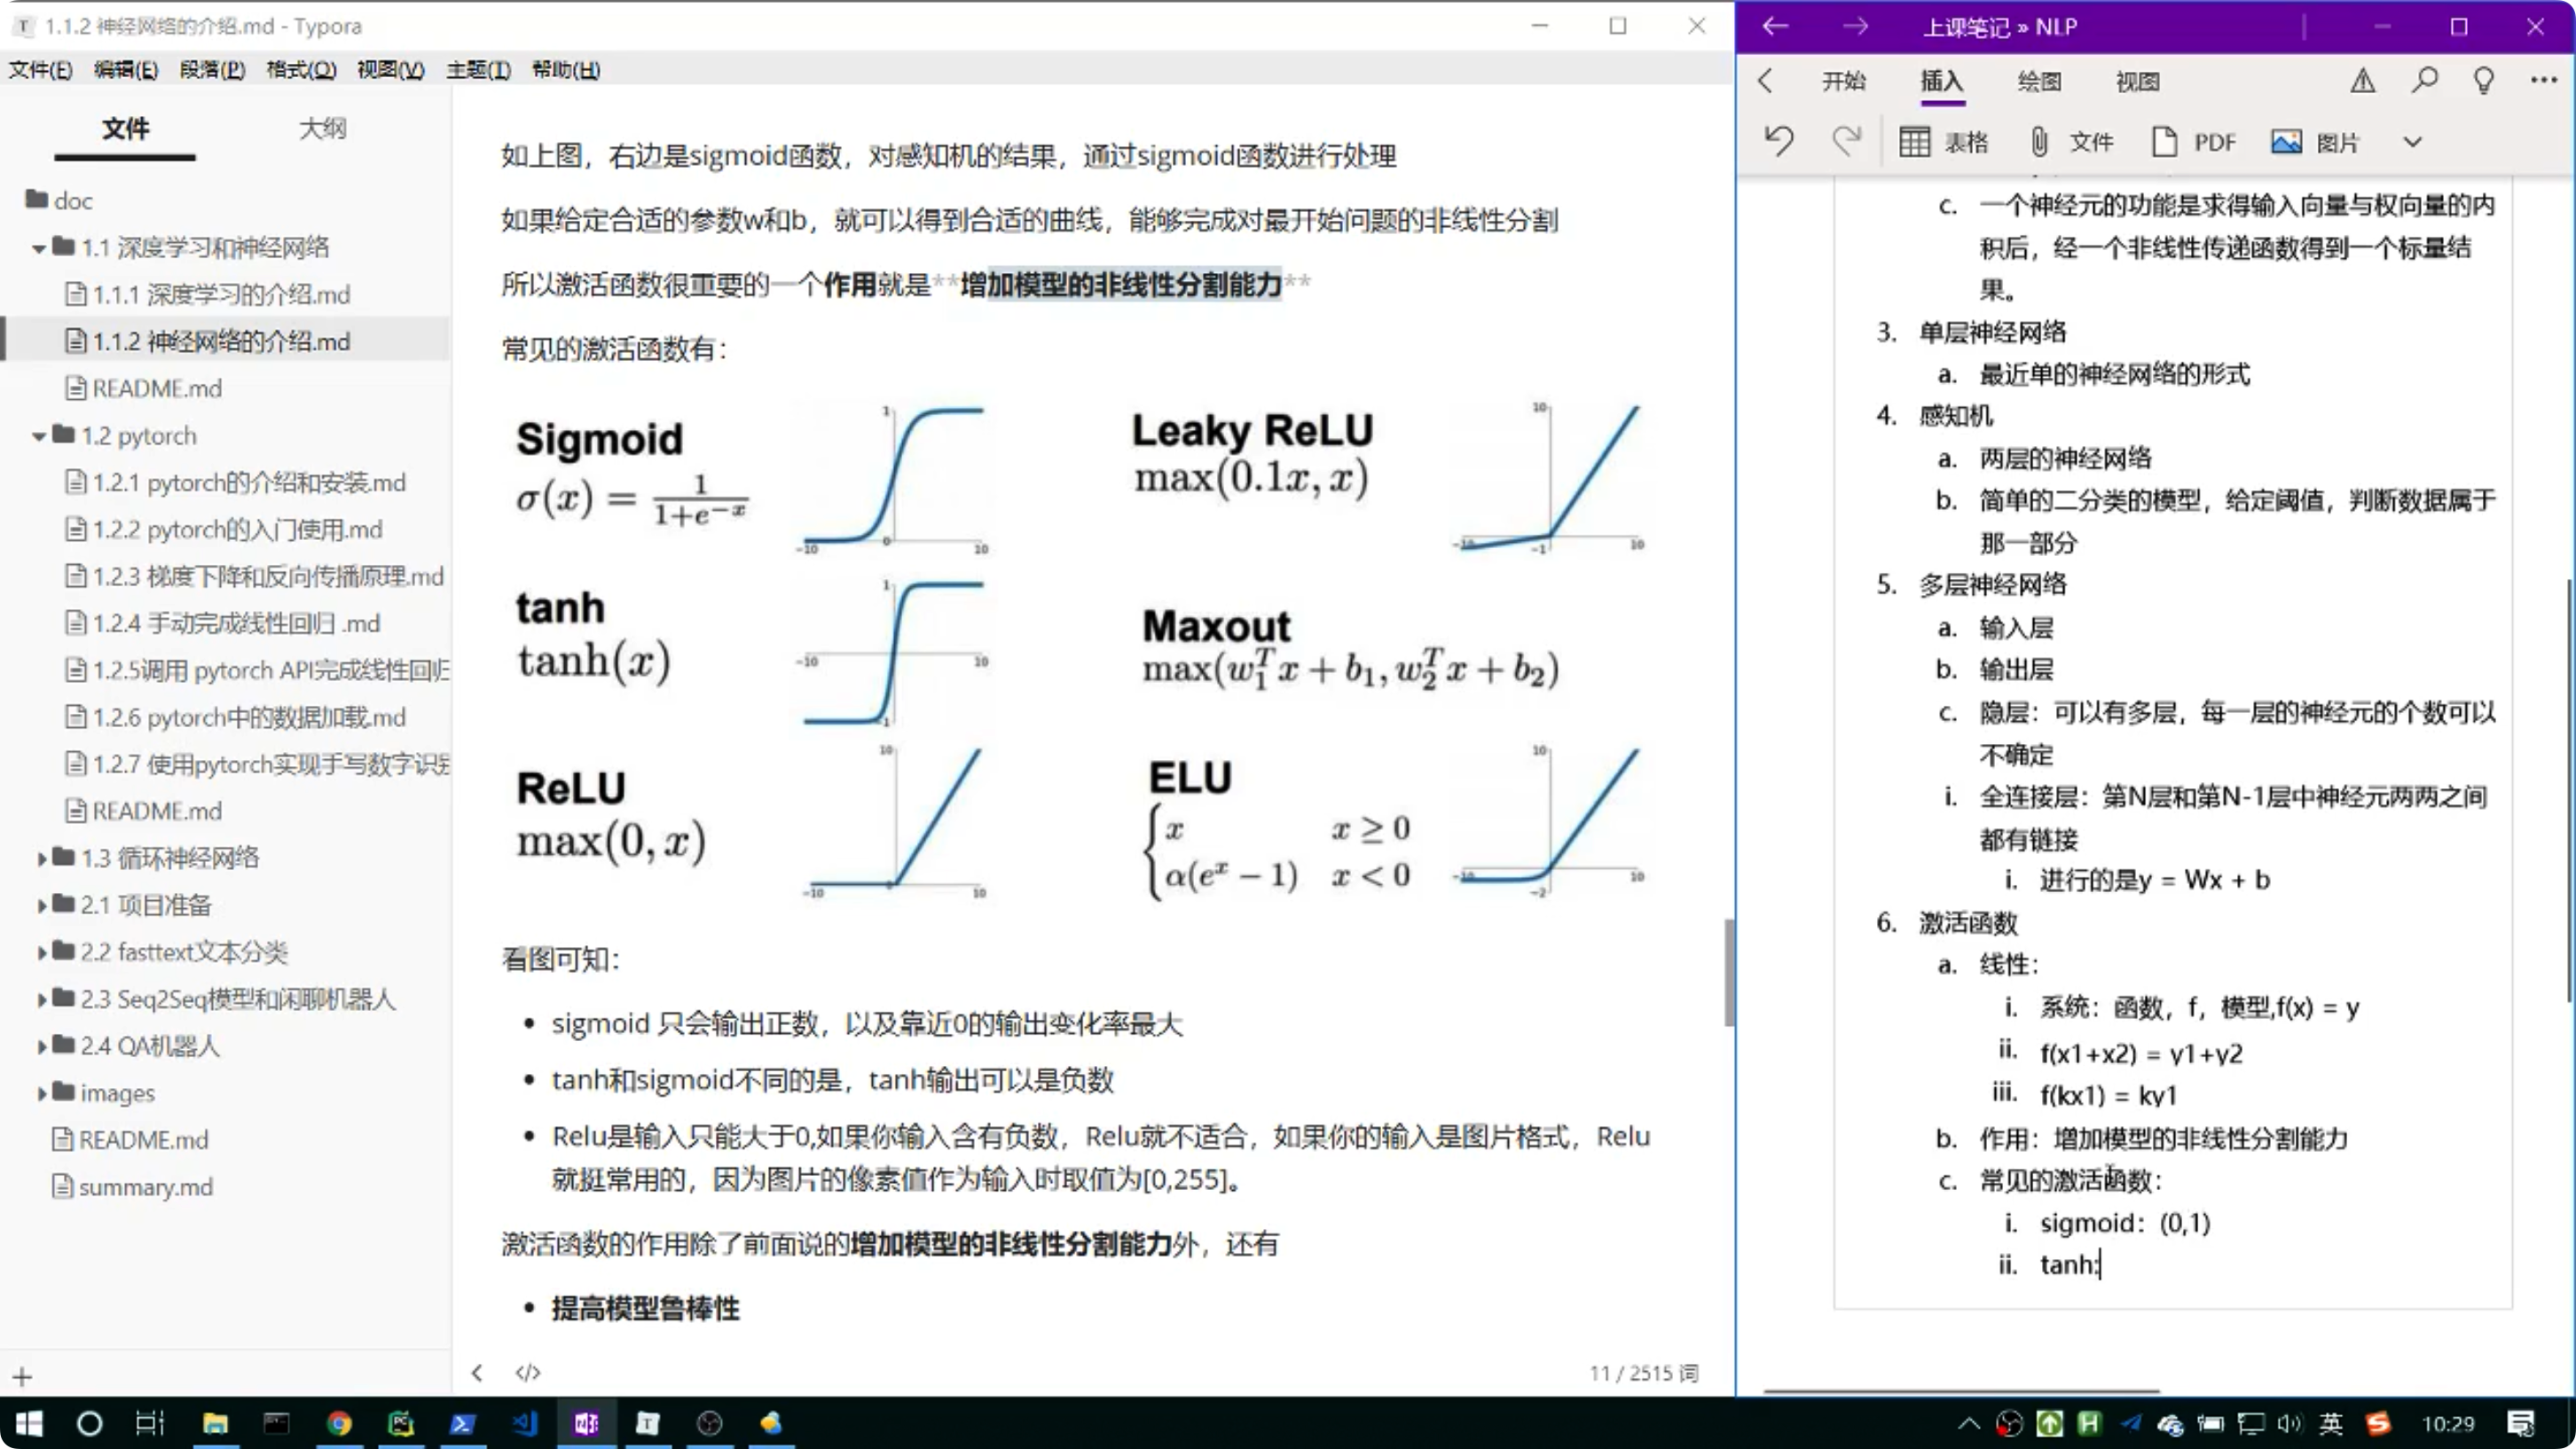 1.1.2 神经网络的介绍.md - Typora
文件(F) 编辑(E) 段落(P) 格式(O) 视图(V) 主题(T) 帮助(H)
文件 大纲
doc
1.1 深度学习和神经网络
1.1.1 深度学习的介绍.md
1.1.2 神经网络的介绍.md
README.md
1.2 pytorch
1.2.1 pytorch的介绍和安装.md
1.2.2 pytorch的入门使用.md
1.2.3 梯度下降和反向传播原理.md
1.2.4 手动完成线性回归 .md
1.2.5调用 pytorch API完成线性回归
1.2.6 pytorch中的数据加载.md
1.2.7 使用pytorch实现手写数字识别
README.md
1.3 循环神经网络
2.1 项目准备
2.2 fasttext文本分类
2.3 Seq2Seq模型和闲聊机器人
2.4 QA机器人
images
README.md
summary.md
如上图，右边是sigmoid函数，对感知机的结果，通过sigmoid函数进行处理
如果给定合适的参数w和b，就可以得到合适的曲线，能够完成对最开始问题的非线性分割
所以激活函数很重要的一个作用就是**增加模型的非线性分割能力**
常见的激活函数有：
Sigmoid
σ(x) = 1/(1+e^{-x})
1
-10 0 10
tanh
tanh(x)
1
-10 10
-1
ReLU
max(0, x)
10
-10 0 10
Leaky ReLU
max(0.1x, x)
10
-10 -1 10
Maxout
max(w_1^T x + b_1, w_2^T x + b_2)
ELU
x x ≥ 0
α(e^x − 1) x < 0
10
-10 -2 10
看图可知：
• sigmoid 只会输出正数，以及靠近0的输出变化率最大
• tanh和sigmoid不同的是，tanh输出可以是负数
• Relu是输入只能大于0,如果你输入含有负数，Relu就不适合，如果你的输入是图片格式，Relu
就挺常用的，因为图片的像素值作为输入时取值为[0,255]。
激活函数的作用除了前面说的增加模型的非线性分割能力外，还有
• 提高模型鲁棒性
11 / 2515 词
上课笔记 » NLP
开始 插入 绘图 视图
表格 文件 PDF 图片
c. 一个神经元的功能是求得输入向量与权向量的内
积后，经一个非线性传递函数得到一个标量结
果。
3. 单层神经网络
a. 最近单的神经网络的形式
4. 感知机
a. 两层的神经网络
b. 简单的二分类的模型，给定阈值，判断数据属于
那一部分
5. 多层神经网络
a. 输入层
b. 输出层
c. 隐层：可以有多层，每一层的神经元的个数可以
不确定
i. 全连接层：第N层和第N-1层中神经元两两之间
都有链接
i. 进行的是y = Wx + b
6. 激活函数
a. 线性：
i. 系统：函数，f，模型,f(x) = y
ii. f(x1+x2) = y1+y2
iii. f(kx1) = ky1
b. 作用：增加模型的非线性分割能力
c. 常见的激活函数：
i. sigmoid：(0,1)
ii. tanh:
英 10:29